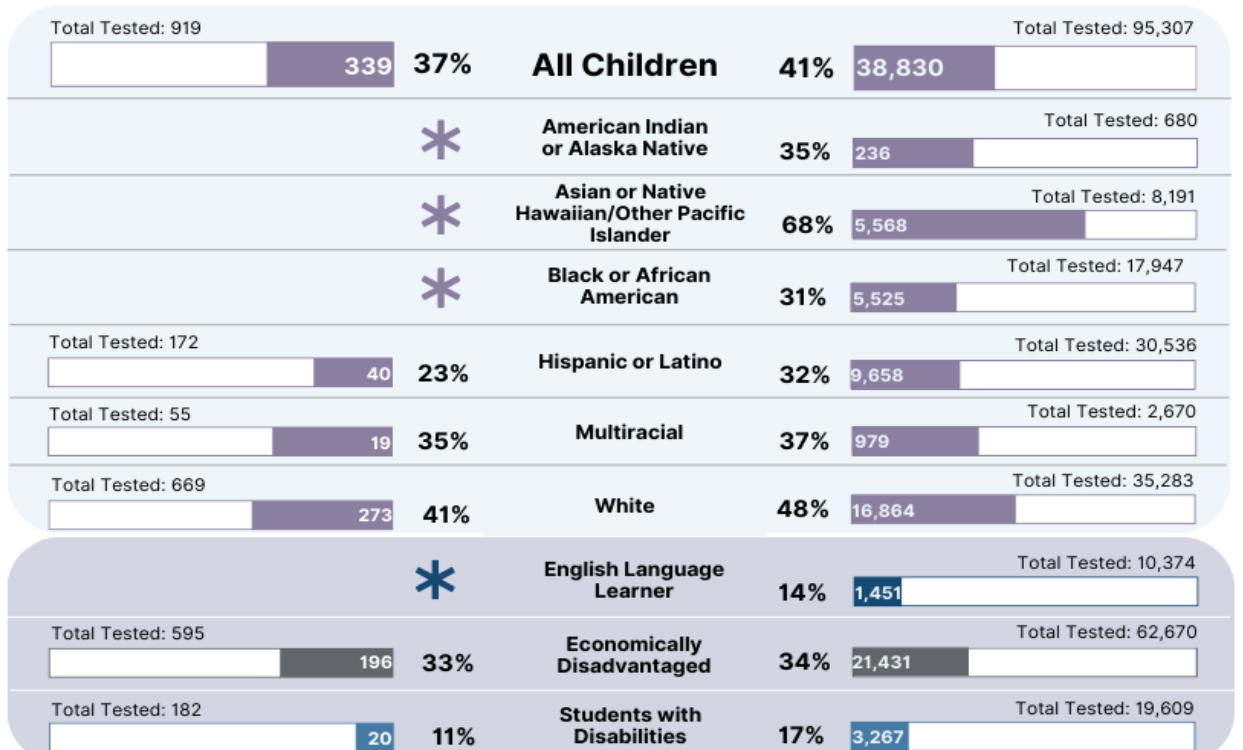 Total Tested: 919
339 37%
All Children
Total Tested: 95,307
41% 38,830
*
American Indian
or Alaska Native
Total Tested: 680
35% 236
*
Asian or Native
Hawaiian/Other Pacific
Islander
Total Tested: 8,191
68% 5,568
*
Black or African
American
Total Tested: 17,947
31% 5,525
Total Tested: 172
40 23%
Hispanic or Latino
Total Tested: 30,536
32% 9,658
Total Tested: 55
19 35%
Multiracial
Total Tested: 2,670
37% 979
Total Tested: 669
273 41%
White
Total Tested: 35,283
48% 16,864
*
English Language
Learner
Total Tested: 10,374
14% 1,451
Total Tested: 595
196 33%
Economically
Disadvantaged
Total Tested: 62,670
34% 21,431
Total Tested: 182
20 11%
Students with
Disabilities
Total Tested: 19,609
17% 3,267